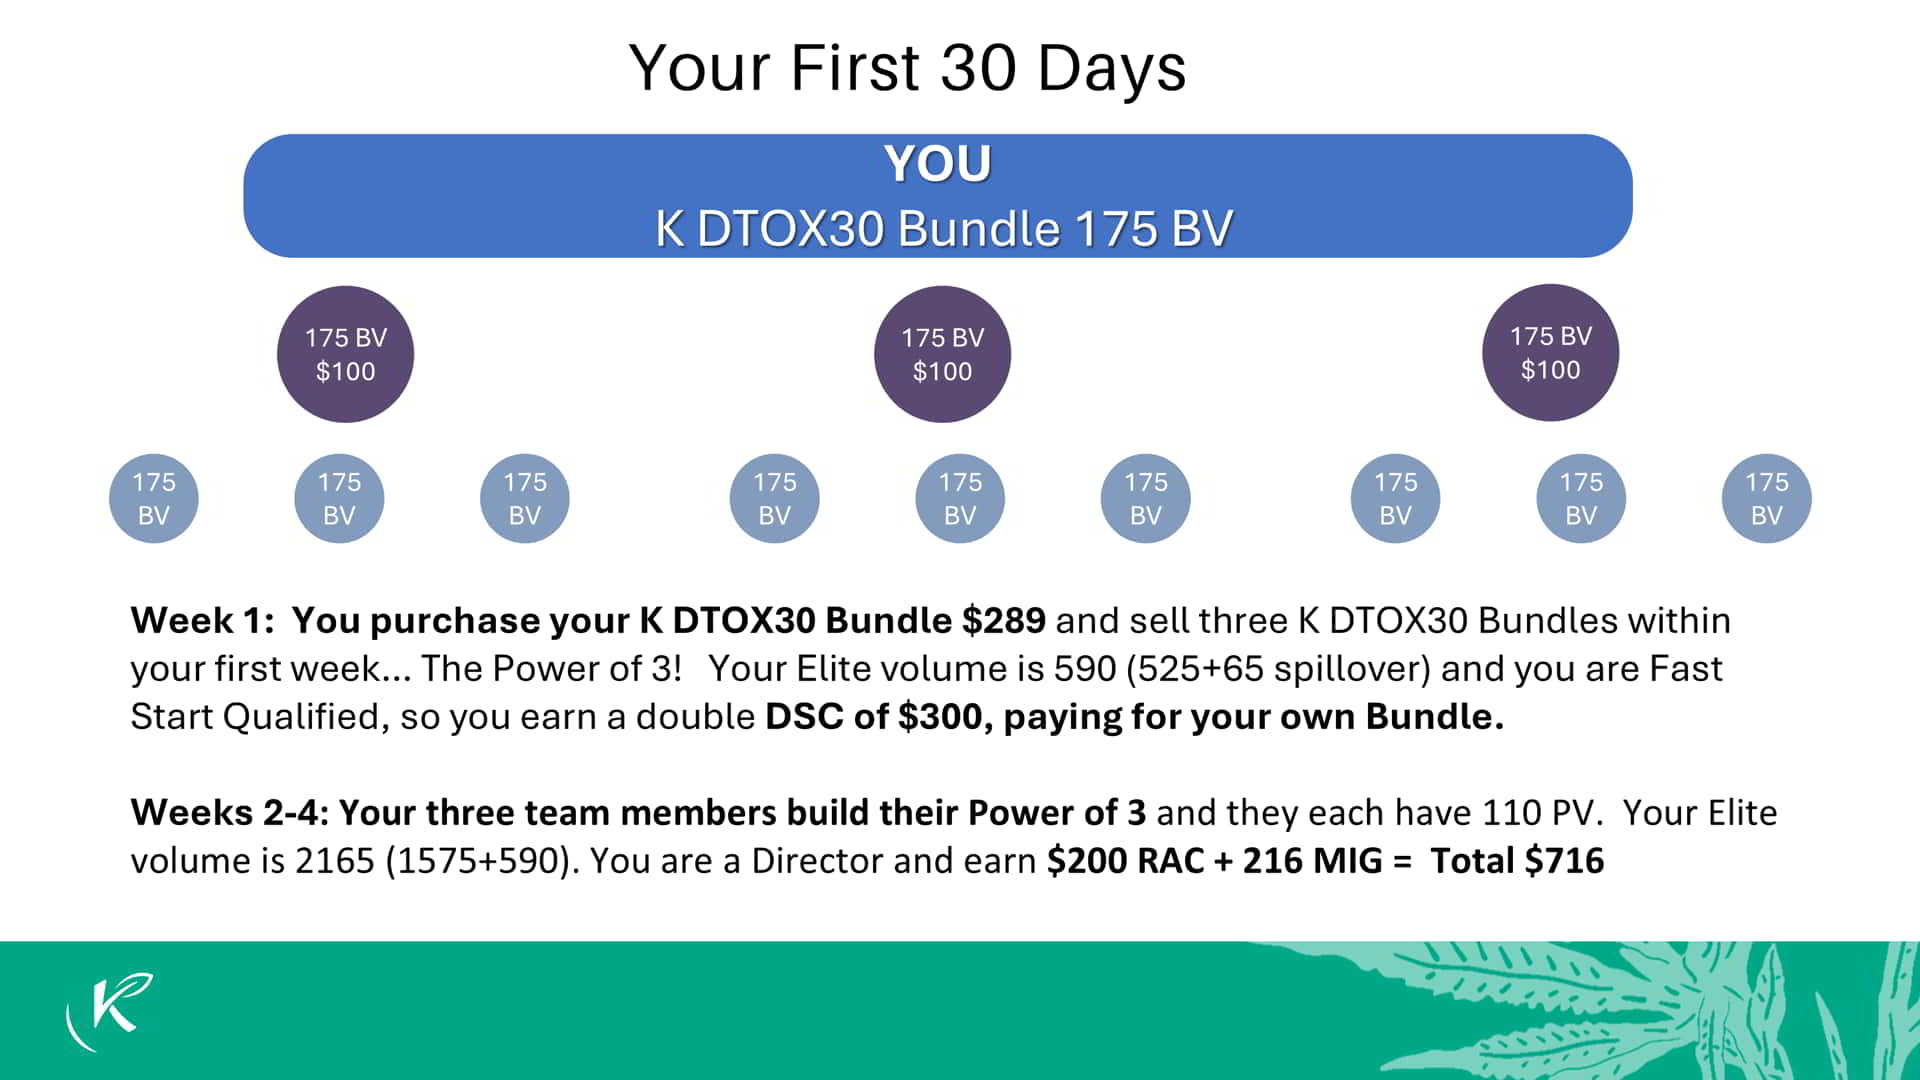 Your First 30 Days
YOU
K DTOX30 Bundle 175 BV
175 BV
$100
175 BV
$100
175 BV
$100
175
BV
175
BV
175
BV
175
BV
175
BV
175
BV
175
BV
175
BV
175
BV
Week 1:  You purchase your K DTOX30 Bundle $289 and sell three K DTOX30 Bundles within
your first week... The Power of 3!   Your Elite volume is 590 (525+65 spillover) and you are Fast
Start Qualified, so you earn a double DSC of $300, paying for your own Bundle.
Weeks 2-4: Your three team members build their Power of 3 and they each have 110 PV.  Your Elite
volume is 2165 (1575+590). You are a Director and earn $200 RAC + 216 MIG =  Total $716
K